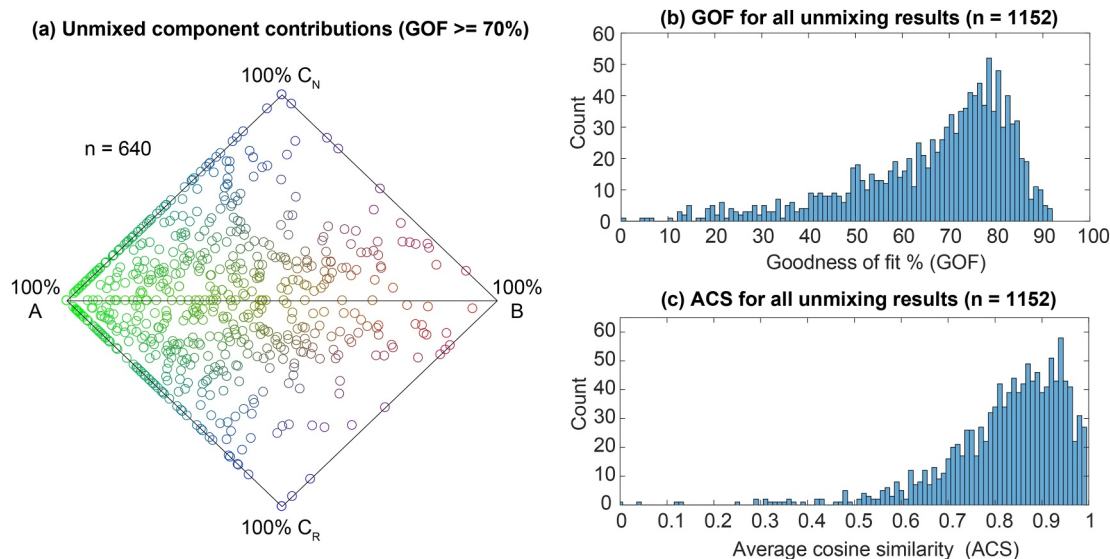 (a) Unmixed component contributions (GOF >= 70%)
100% C_N
n = 640
100%
A
100%
B
100% C_R
(b) GOF for all unmixing results (n = 1152)
60
50
40
30
20
10
0
Count
0 10 20 30 40 50 60 70 80 90 100
Goodness of fit % (GOF)
(c) ACS for all unmixing results (n = 1152)
60
50
40
30
20
10
0
Count
0 0.1 0.2 0.3 0.4 0.5 0.6 0.7 0.8 0.9 1
Average cosine similarity (ACS)